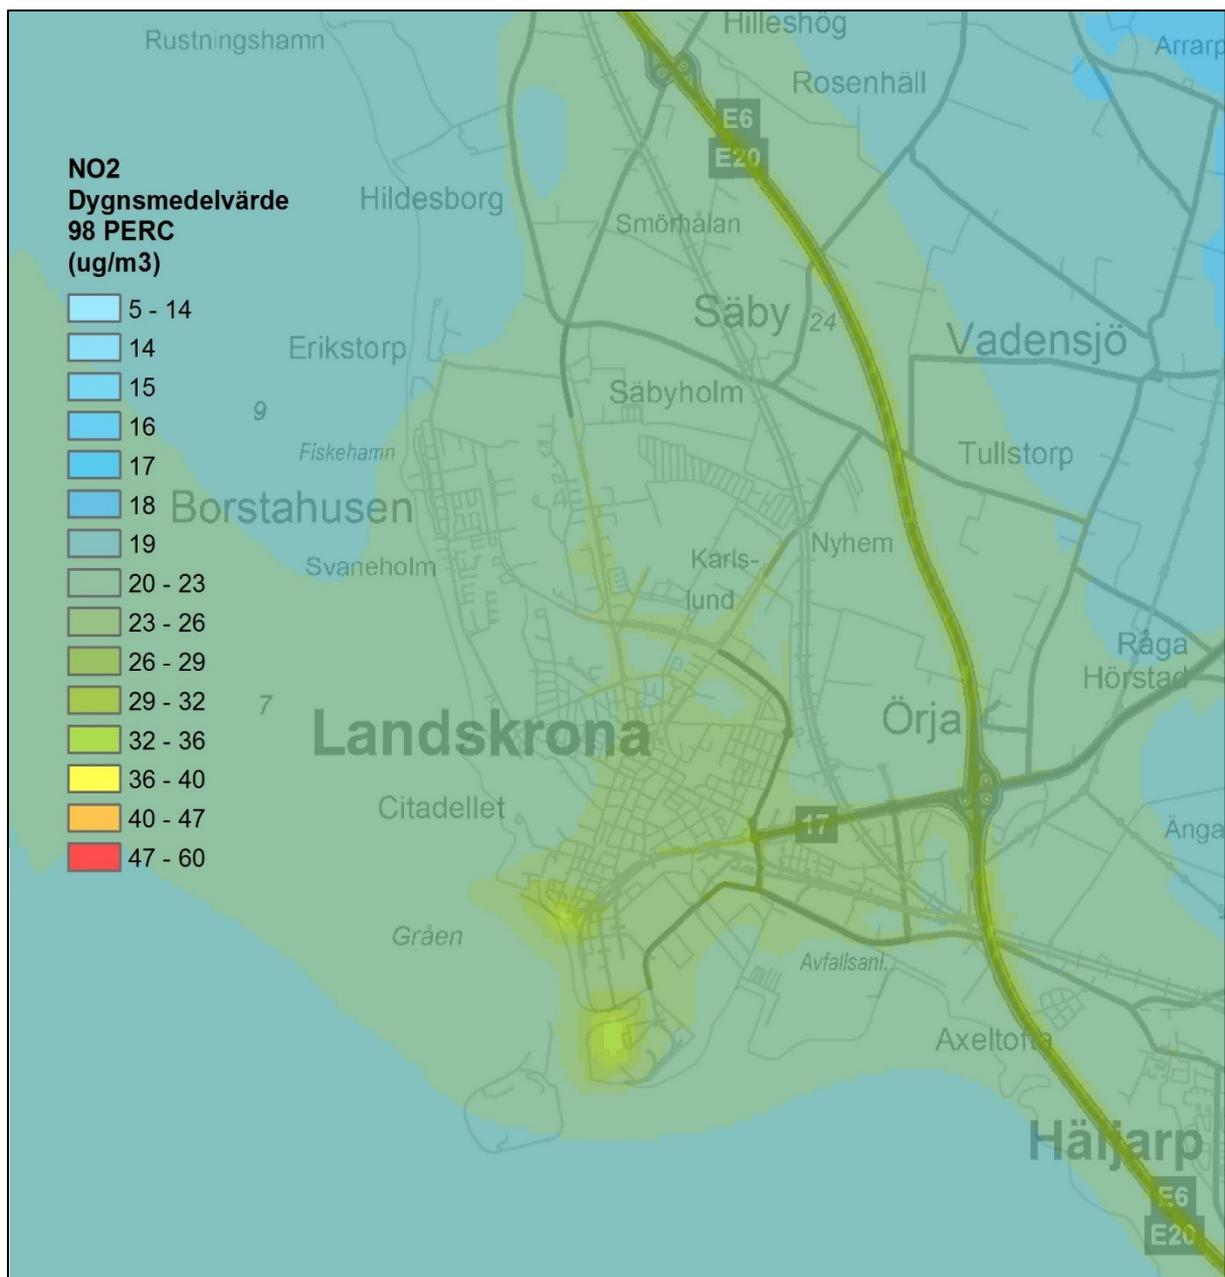 Hilleshög
Rustningshamn
Arrarp
Rosenhäll
E6
E20
NO2
Dygnsmedelvärde
98 PERC
(ug/m3)
Hildesborg
Smörhålan
5 - 14
14
15
16
17
18
19
20 - 23
23 - 26
26 - 29
29 - 32
32 - 36
36 - 40
40 - 47
47 - 60
Säby
24
Vadensjö
Erikstorp
Säbyholm
9
Fiskehamn
Tullstorp
Borstahusen
Nyhem
Karls-
lund
Svaneholm
Råga
Hörstad
7
Landskrona
Örja
Citadellet
17
Änga
Gråen
Avfallsanl.
Axeltofta
Häljarp
E6
E20